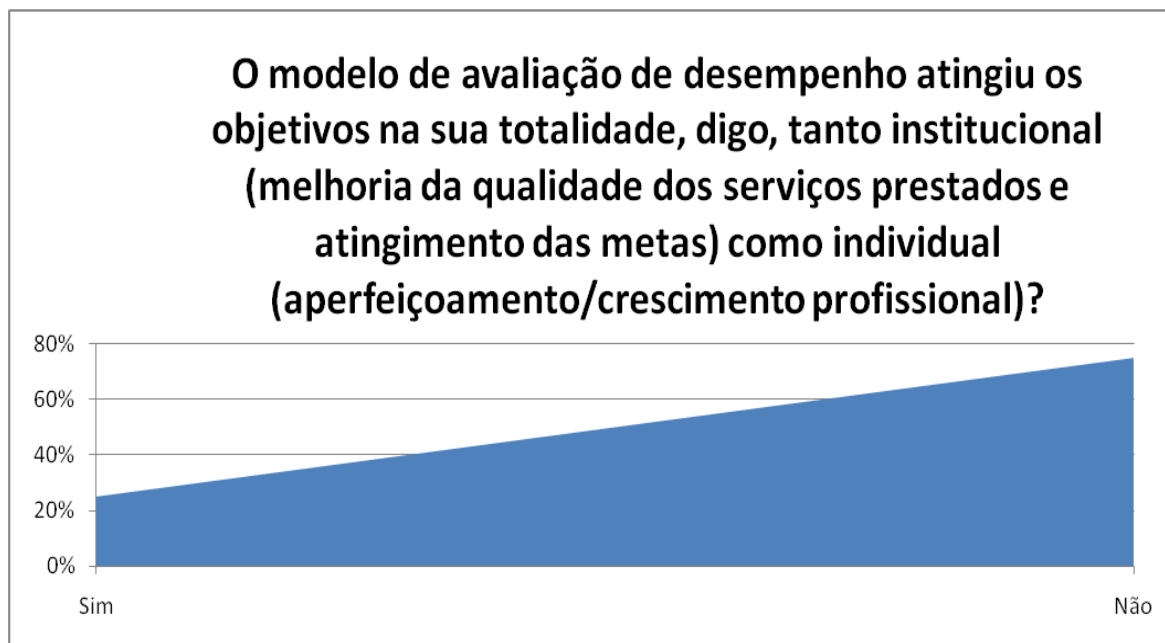 O modelo de avaliação de desempenho atingiu os
objetivos na sua totalidade, digo, tanto institucional
(melhoria da qualidade dos serviços prestados e
atingimento das metas) como individual
(aperfeiçoamento/crescimento profissional)?
80%
60%
40%
20%
0%
Sim
Não